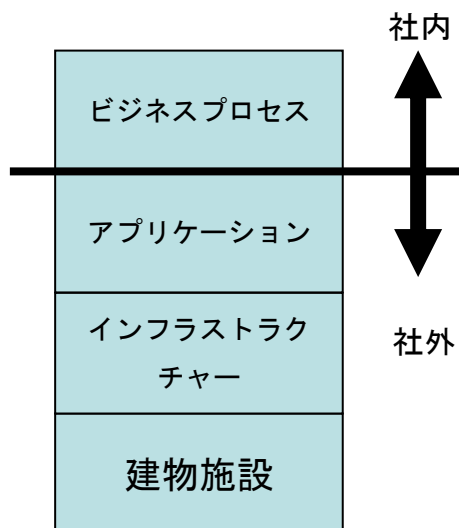 社内
ビジネスプロセス
アプリケーション
インフラストラク
チャー
社外
建物施設